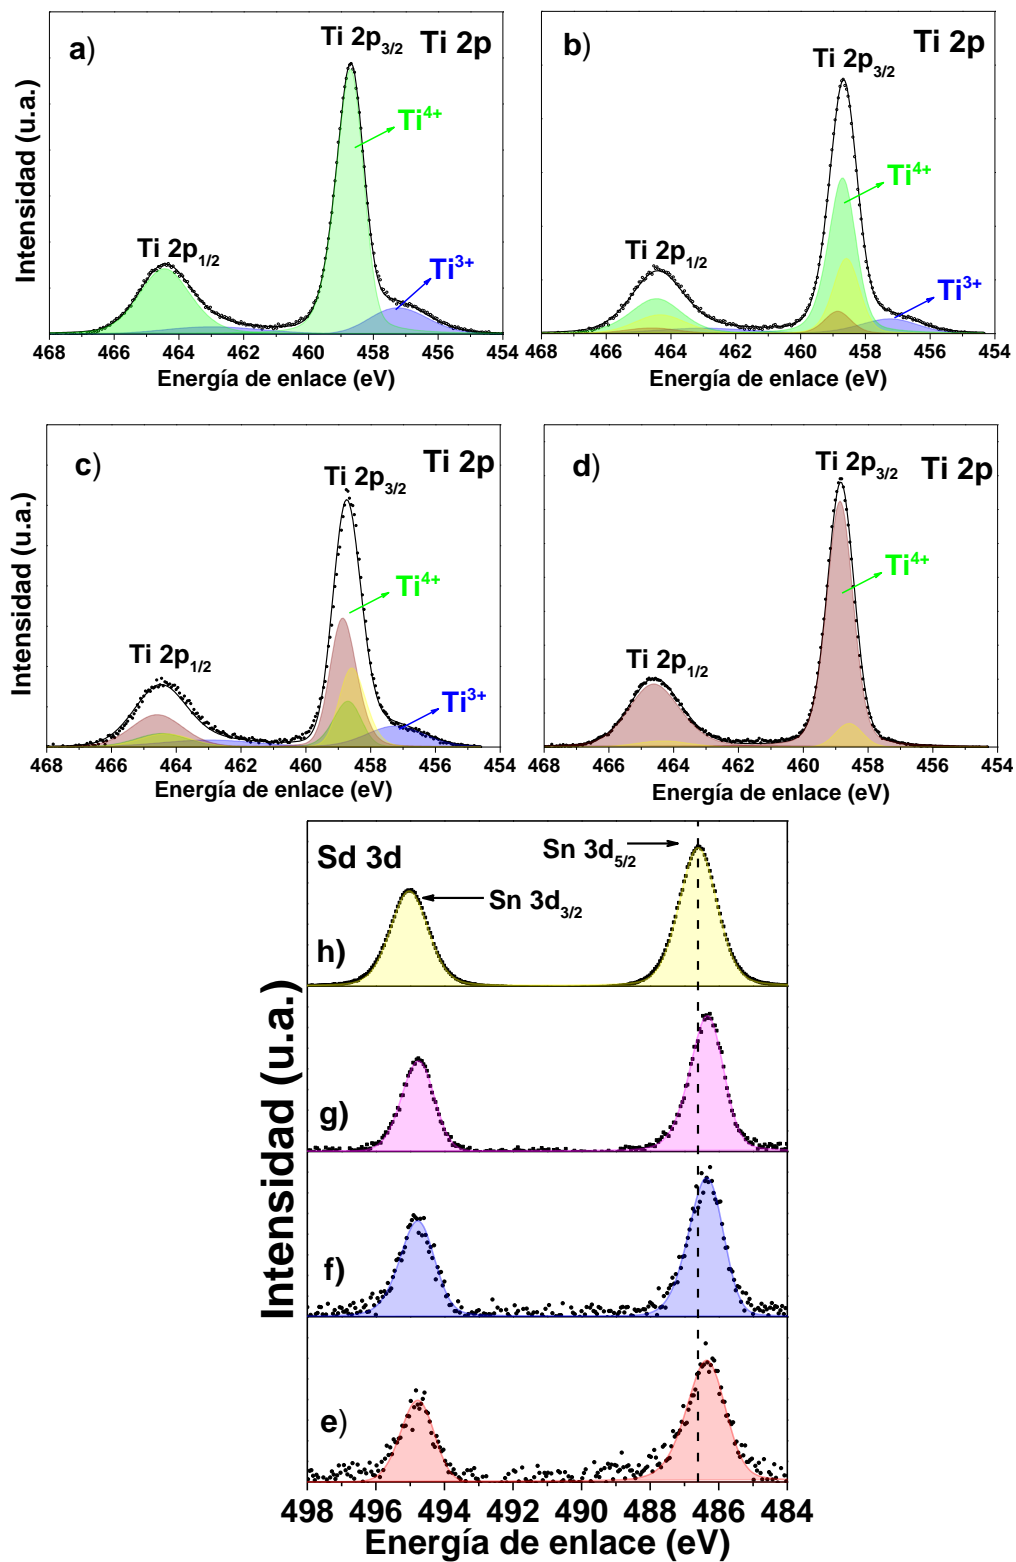 a) Ti 2p3/2 Ti 2p
Ti4+
Ti 2p1/2
Ti3+
Intensidad (u.a.)
468 466 464 462 460 458 456 454
Energía de enlace (eV)
b) Ti 2p
Ti 2p3/2
Ti4+
Ti 2p1/2
Ti3+
468 466 464 462 460 458 456 454
Energía de enlace (eV)
c) Ti 2p
Ti 2p3/2
Ti4+
Ti 2p1/2
Ti3+
Intensidad (u.a.)
468 466 464 462 460 458 456 454
Energía de enlace (eV)
d) Ti 2p3/2 Ti 2p
Ti4+
Ti 2p1/2
468 466 464 462 460 458 456 454
Energía de enlace (eV)
Sd 3d Sn 3d5/2
Sn 3d3/2
h)
g)
f)
e)
Intensidad (u.a.)
498 496 494 492 490 488 486 484
Energía de enlace (eV)